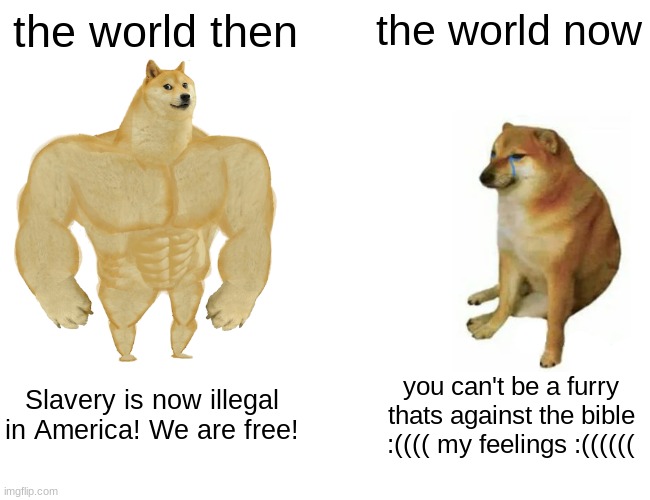 the world then
the world now
Slavery is now illegal
in America! We are free!
you can't be a furry
thats against the bible
:(((( my feelings :((((((
imgflip.com